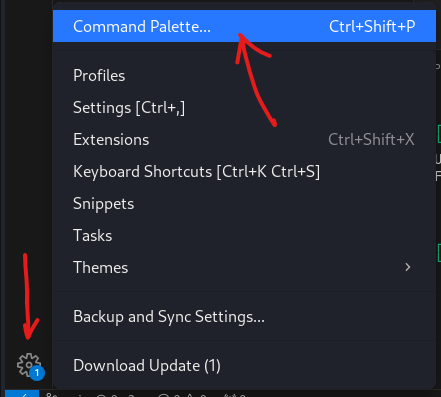 Command Palette... Ctrl+Shift+P
Profiles
Settings [Ctrl+,]
Extensions Ctrl+Shift+X
Keyboard Shortcuts [Ctrl+K Ctrl+S]
Snippets
Tasks
Themes
Backup and Sync Settings...
Download Update (1)
1